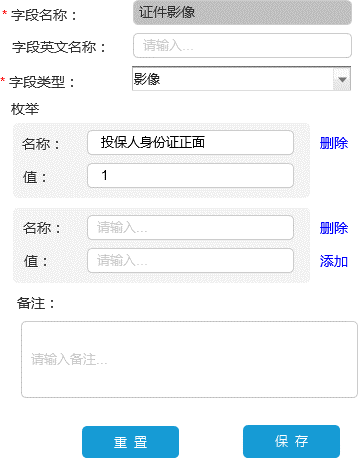 * 字段名称： 证件影像
字段英文名称： 请输入...
* 字段类型： 影像
枚举
名称： 投保人身份证正面 删除
值： 1
名称： 请输入... 删除
值： 请输入... 添加
备注：
请输入备注...
重 置 保 存